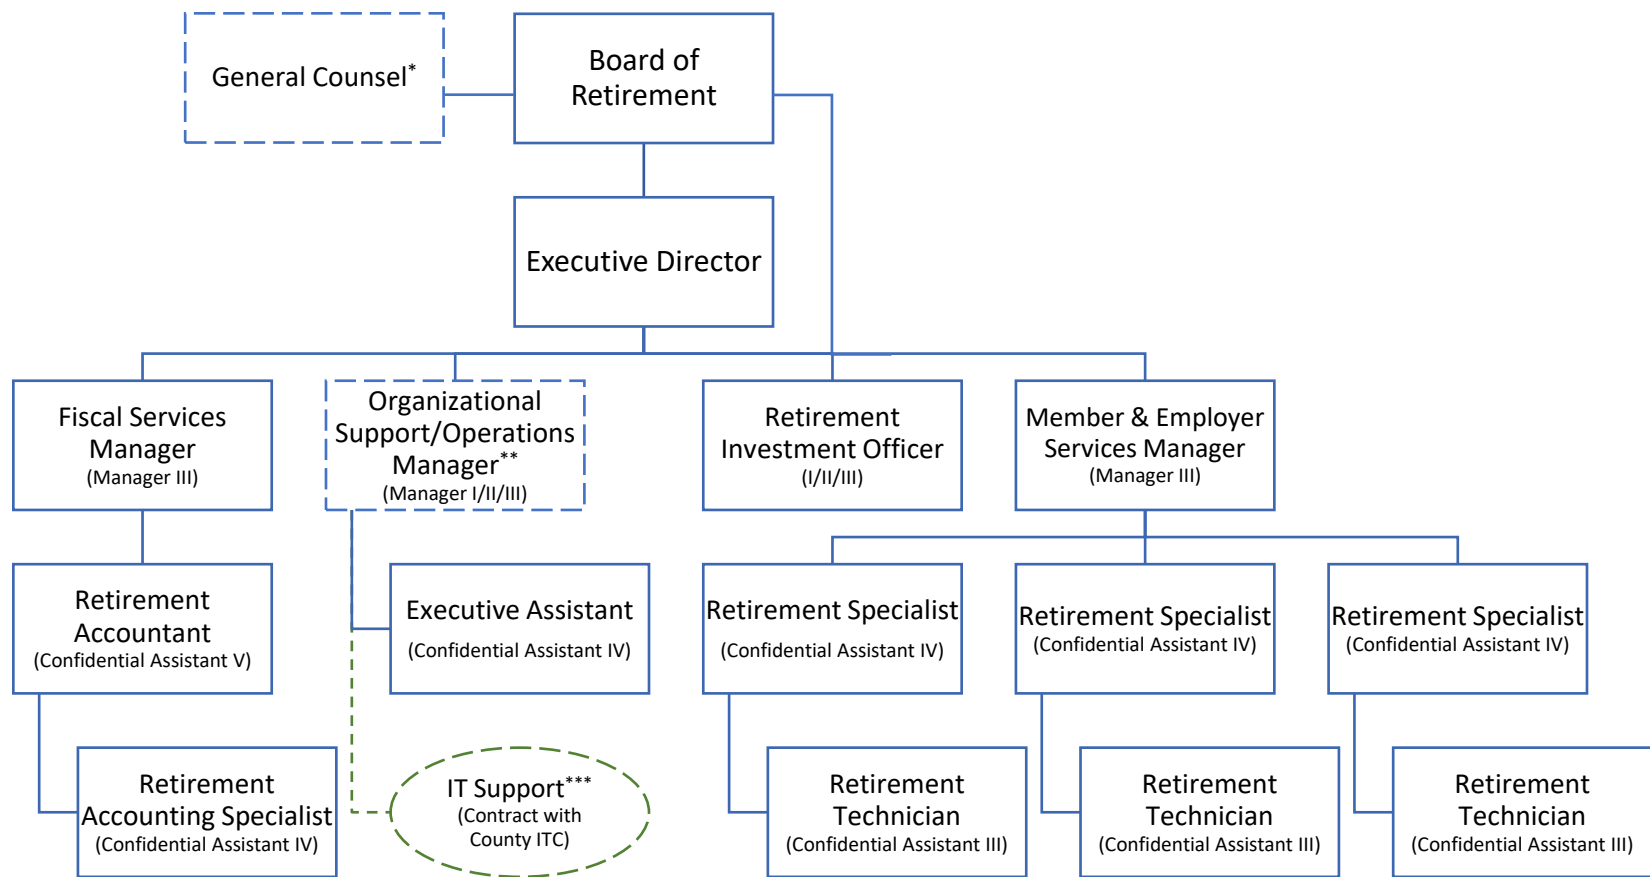 General Counsel*
Board of
Retirement
Executive Director
Fiscal Services
Manager
(Manager III)
Organizational
Support/Operations
Manager**
(Manager I/II/III)
Retirement
Investment Officer
(I/II/III)
Member & Employer
Services Manager
(Manager III)
Retirement
Accountant
(Confidential Assistant V)
Executive Assistant
(Confidential Assistant IV)
Retirement Specialist
(Confidential Assistant IV)
Retirement Specialist
(Confidential Assistant IV)
Retirement Specialist
(Confidential Assistant IV)
Retirement
Accounting Specialist
(Confidential Assistant IV)
IT Support***
(Contract with
County ITC)
Retirement
Technician
(Confidential Assistant III)
Retirement
Technician
(Confidential Assistant III)
Retirement
Technician
(Confidential Assistant III)